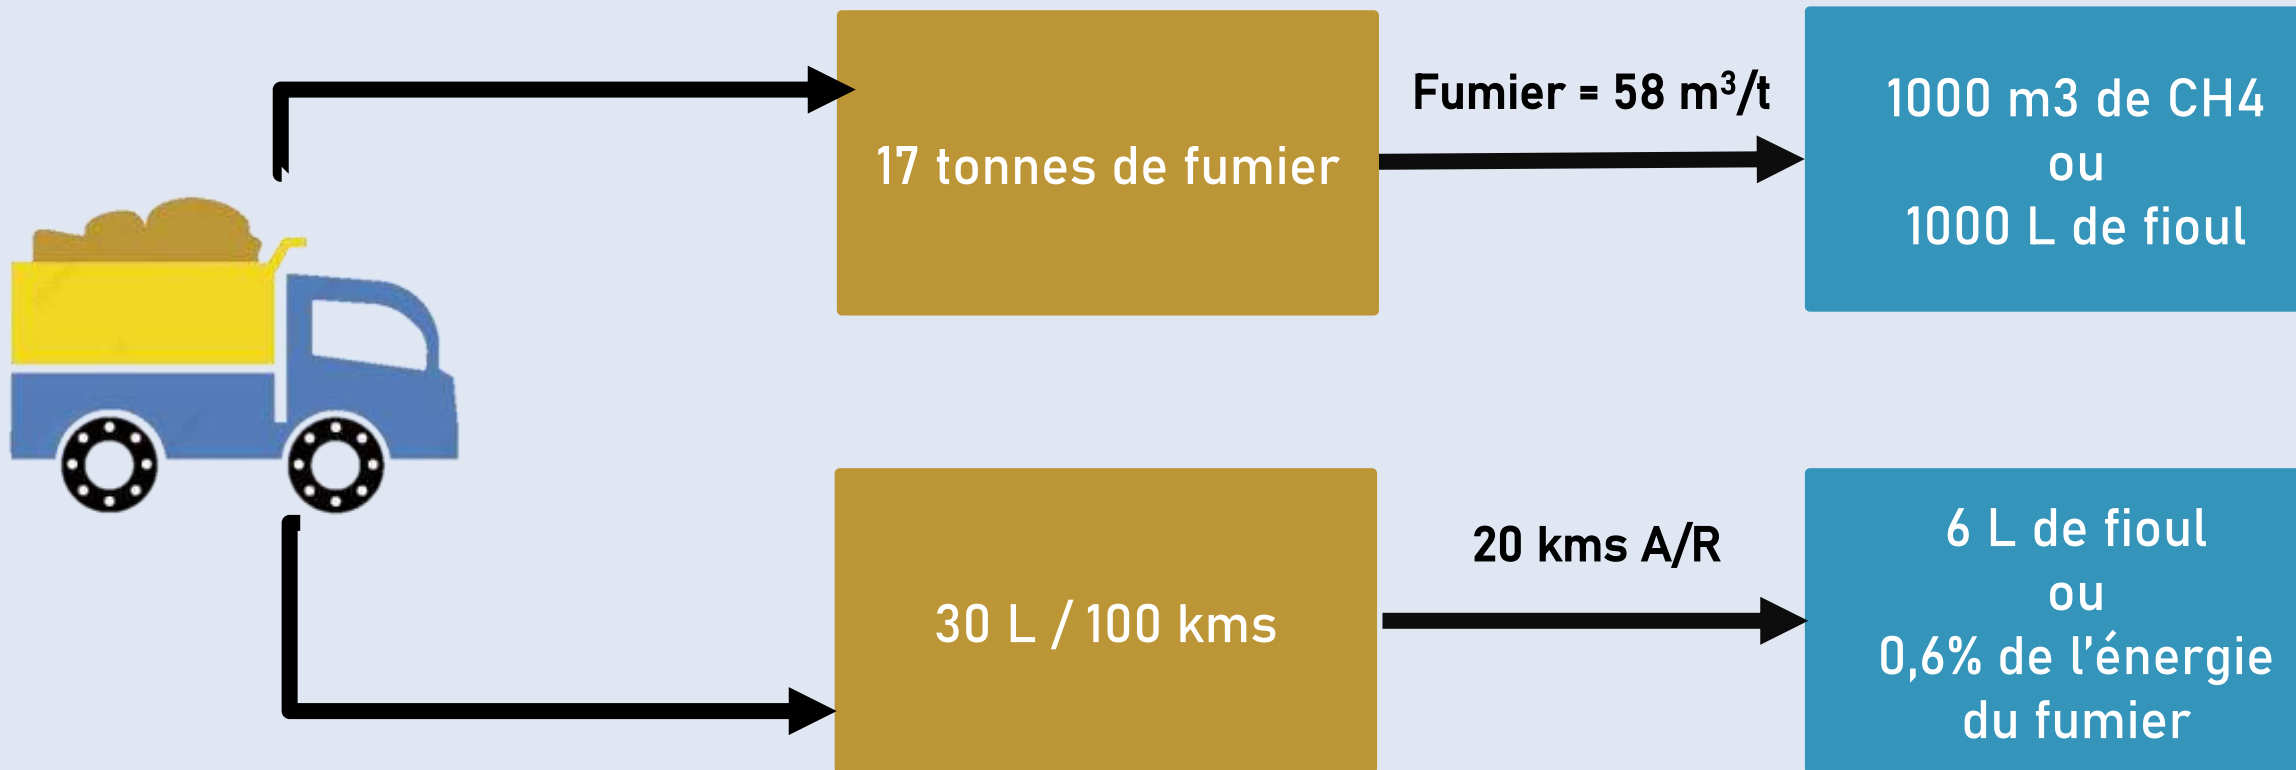 17 tonnes de fumier
Fumier = 58 m³/t
1000 m3 de CH4
ou
1000 L de fioul
30 L / 100 kms
20 kms A/R
6 L de fioul
ou
0,6% de l'énergie
du fumier